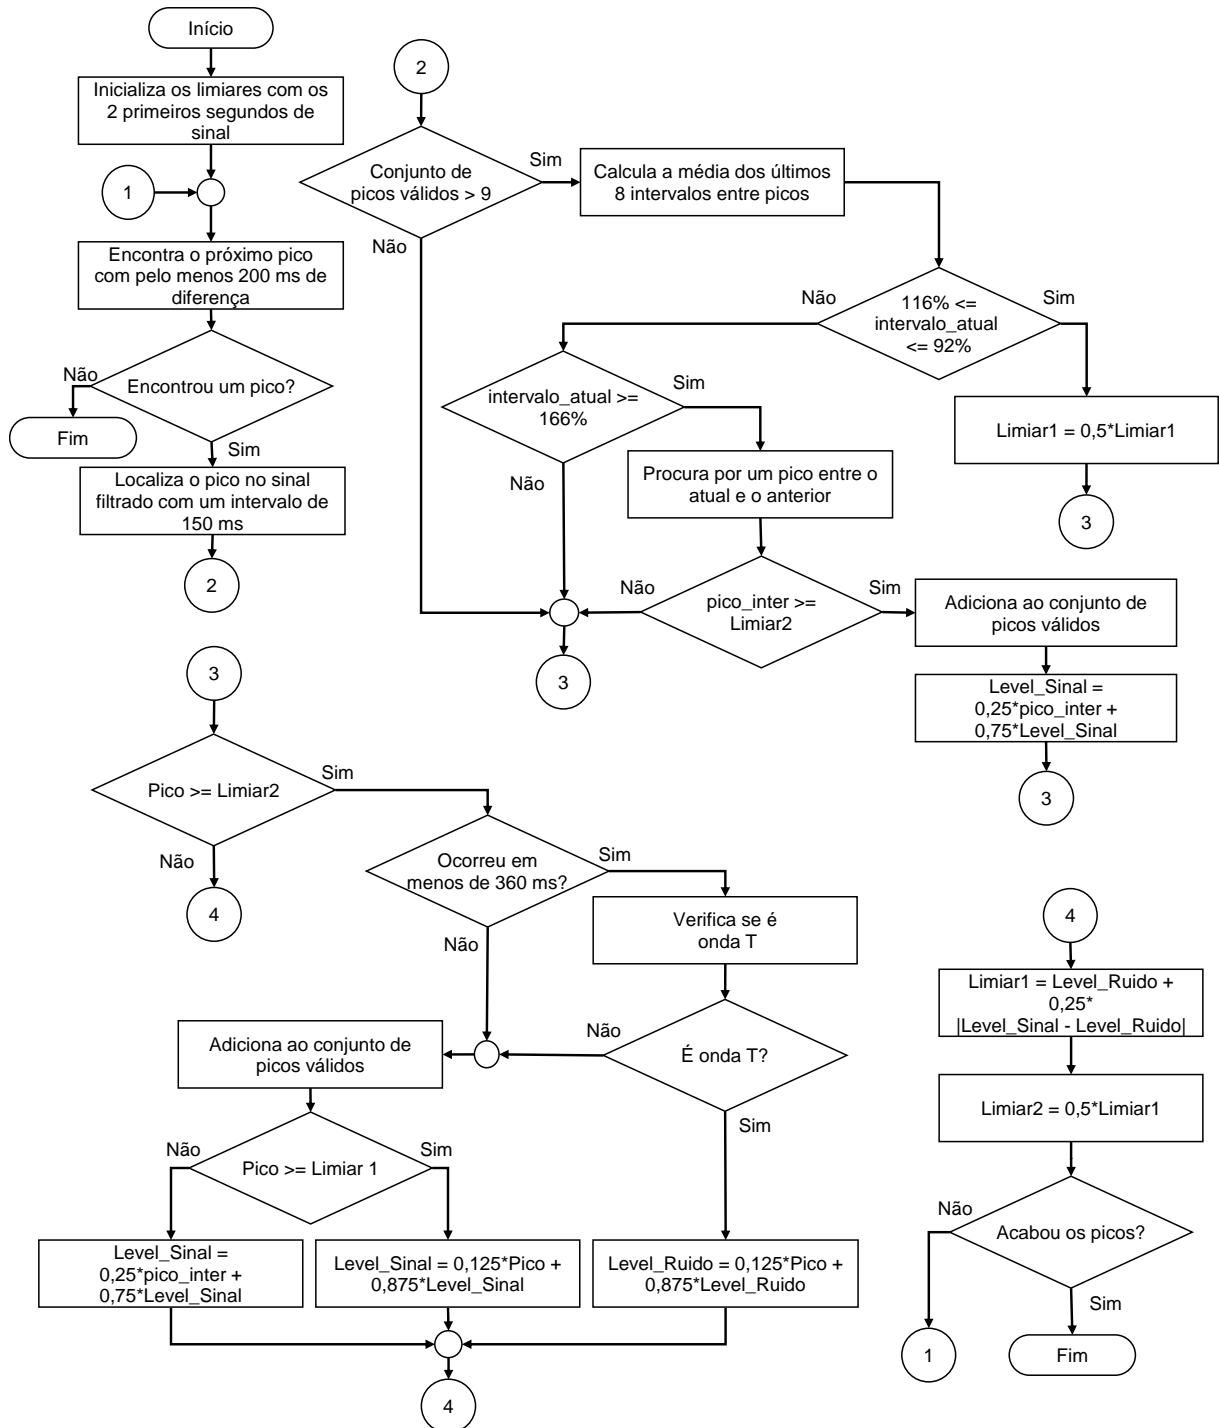 Início
Inicializa os limiares com os
2 primeiros segundos de
sinal
1
Encontra o próximo pico
com pelo menos 200 ms de
diferença
Encontrou um pico?
Não
Fim
Sim
Localiza o pico no sinal
filtrado com um intervalo de
150 ms
2
2
Conjunto de
picos válidos > 9
Sim
Não
Calcula a média dos últimos
8 intervalos entre picos
116% <=
intervalo_atual
<= 92%
Não
Sim
Limiar1 = 0,5*Limiar1
3
intervalo_atual >=
166%
Sim
Não
Procura por um pico entre o
atual e o anterior
pico_inter >=
Limiar2
Não
Sim
3
Adiciona ao conjunto de
picos válidos
Level_Sinal =
0,25*pico_inter +
0,75*Level_Sinal
3
3
Pico >= Limiar2
Sim
Não
4
Ocorreu em
menos de 360 ms?
Sim
Não
Verifica se é
onda T
É onda T?
Não
Sim
Adiciona ao conjunto de
picos válidos
Pico >= Limiar 1
Não
Sim
Level_Sinal =
0,25*pico_inter +
0,75*Level_Sinal
Level_Sinal = 0,125*Pico +
0,875*Level_Sinal
Level_Ruido = 0,125*Pico +
0,875*Level_Ruido
4
4
Limiar1 = Level_Ruido +
0,25*
|Level_Sinal - Level_Ruido|
Limiar2 = 0,5*Limiar1
Acabou os picos?
Não
Sim
1
Fim